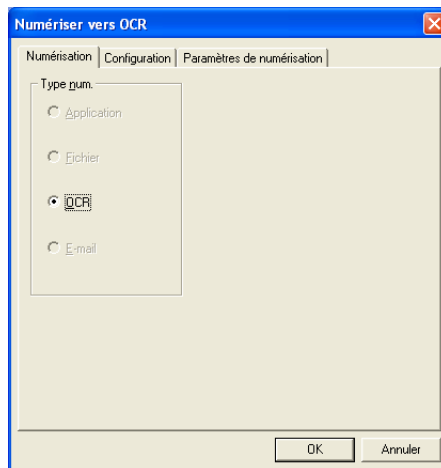 Numériser vers OCR
Numérisation Configuration Paramètres de numérisation
Type num.
Application
Fichier
OCR
E-mail
OK Annuler